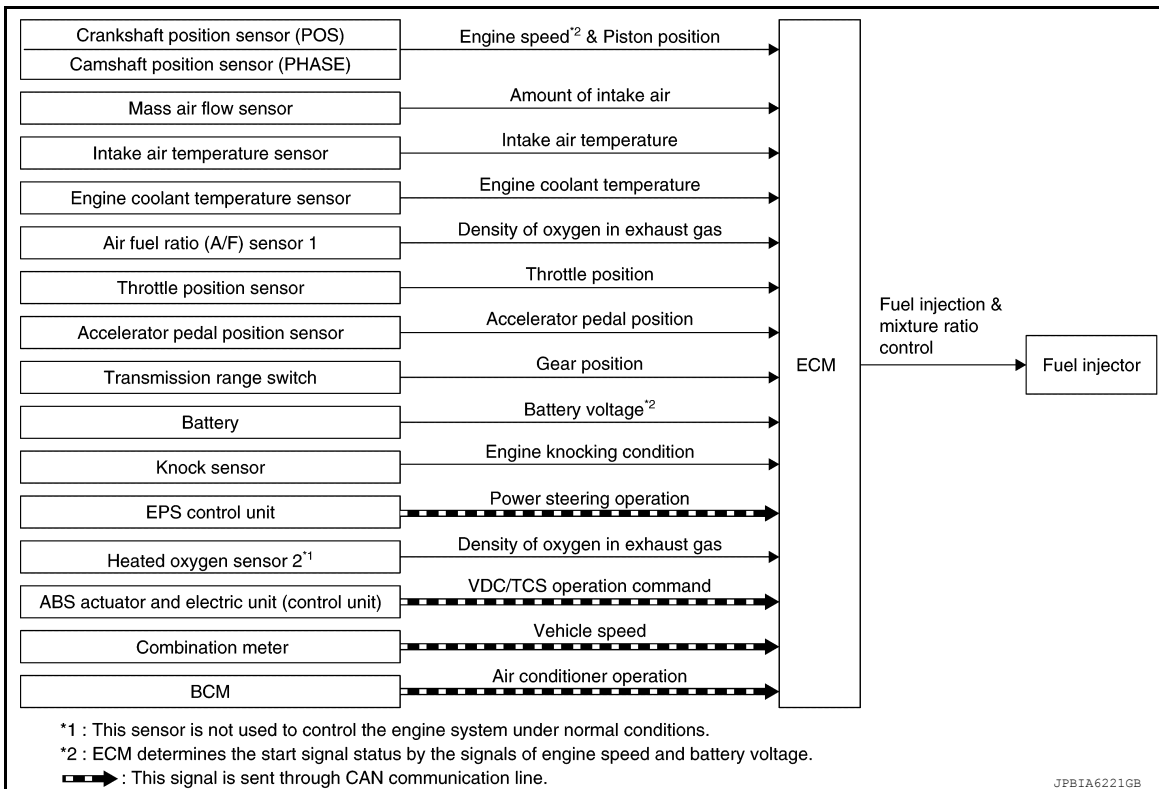 Crankshaft position sensor (POS)
Engine speed*2 & Piston position
Camshaft position sensor (PHASE)
Mass air flow sensor
Amount of intake air
Intake air temperature sensor
Intake air temperature
Engine coolant temperature sensor
Engine coolant temperature
Air fuel ratio (A/F) sensor 1
Density of oxygen in exhaust gas
Throttle position sensor
Throttle position
Accelerator pedal position sensor
Accelerator pedal position
Transmission range switch
Gear position
Battery
Battery voltage*2
Knock sensor
Engine knocking condition
EPS control unit
Power steering operation
Heated oxygen sensor 2*1
Density of oxygen in exhaust gas
ABS actuator and electric unit (control unit)
VDC/TCS operation command
Combination meter
Vehicle speed
BCM
Air conditioner operation
ECM
Fuel injection &
mixture ratio
control
Fuel injector
*1 : This sensor is not used to control the engine system under normal conditions.
*2 : ECM determines the start signal status by the signals of engine speed and battery voltage.
: This signal is sent through CAN communication line.
JPBIA6221GB